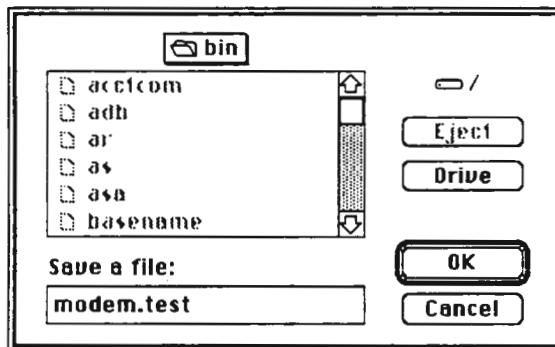 bin
acctcom
adb
ar
as
asa
basename
/
Eject
Drive
Save a file:
modem.test
OK
Cancel